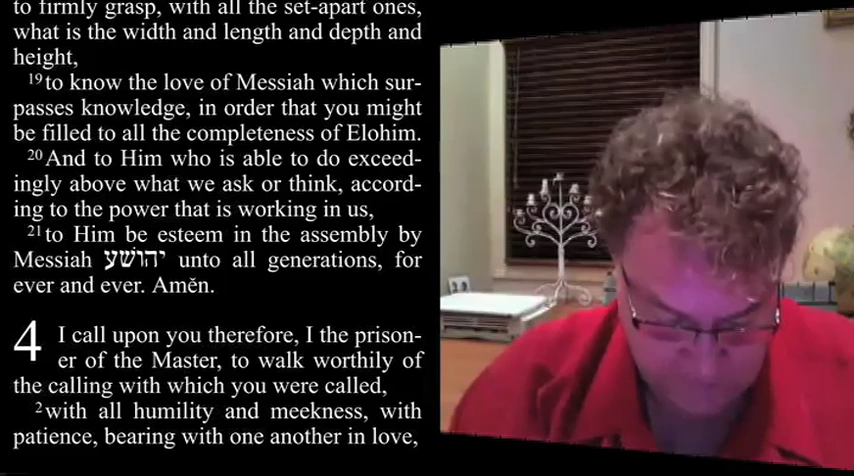 to firmly grasp, with all the set-apart ones,
what is the width and length and depth and
height,
19to know the love of Messiah which sur-
passes knowledge, in order that you might
be filled to all the completeness of Elohim.
20And to Him who is able to do exceed-
ingly above what we ask or think, accord-
ing to the power that is working in us,
21to Him be esteem in the assembly by
Messiah יהושע unto all generations, for
ever and ever. Amĕn.
4 I call upon you therefore, I the prison-
er of the Master, to walk worthily of
the calling with which you were called,
2with all humility and meekness, with
patience, bearing with one another in love,